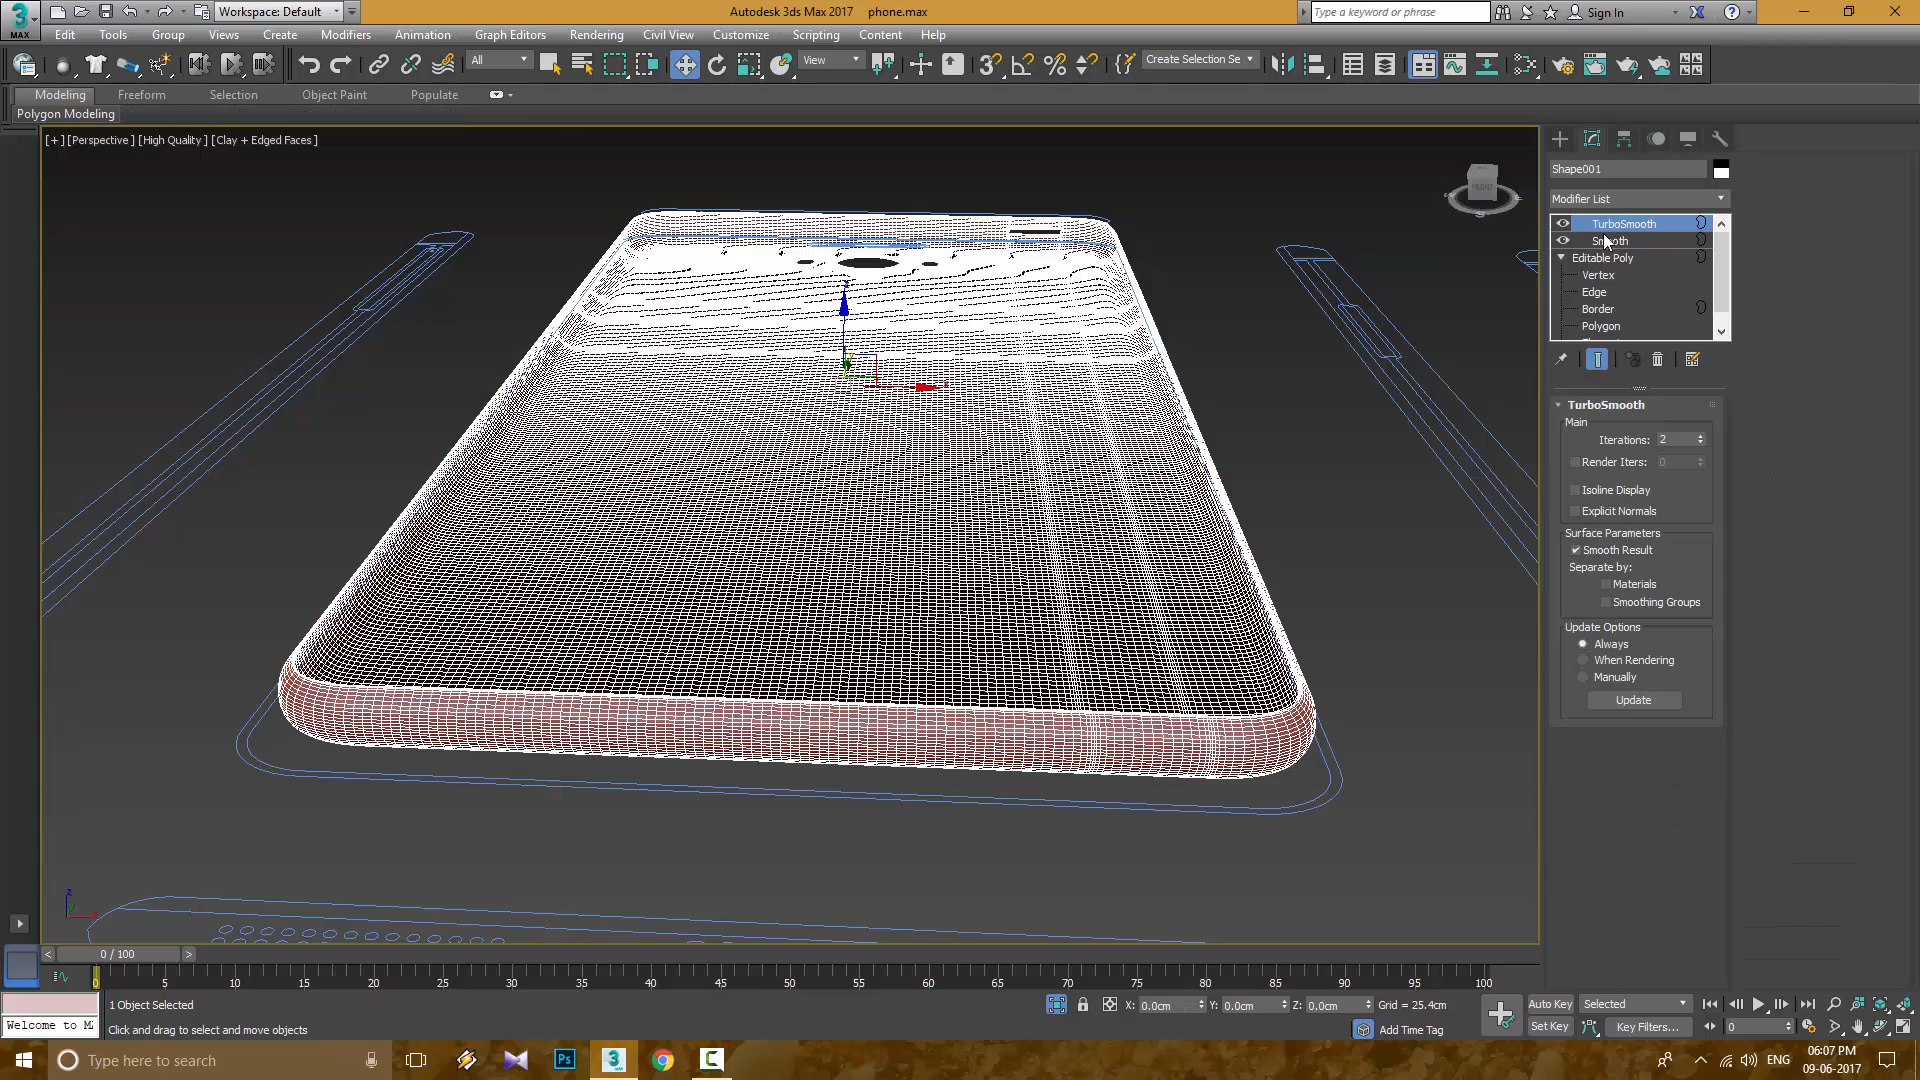 Workspace: Default
Autodesk 3ds Max 2017 phone.max
Type a keyword or phrase
Sign In
MAX
Edit Tools Group Views Create Modifiers Animation Graph Editors Rendering Civil View Customize Scripting Content Help
All
View
Create Selection Se
Modeling Freeform Selection Object Paint Populate
Polygon Modeling
[+] [Perspective ] [High Quality ] [Clay + Edged Faces ]
FRONT
Shape001
Modifier List
TurboSmooth
Smooth
Editable Poly
Vertex
Edge
Border
Polygon
TurboSmooth
Main
Iterations: 2
Render Iters: 0
Isoline Display
Explicit Normals
Surface Parameters
Smooth Result
Separate by:
Materials
Smoothing Groups
Update Options
Always
When Rendering
Manually
Update
z
x
< 0 / 100 >
0 5 10 15 20 25 30 35 40 45 50 55 60 65 70 75 80 85 90 95 100
1 Object Selected
X: 0.0cm Y: 0.0cm Z: 0.0cm Grid = 25.4cm
Auto Key Selected
Welcome to M
Click and drag to select and move objects
Add Time Tag
Set Key Key Filters... 0
Type here to search
Ps
3
ENG
06:07 PM
09-06-2017